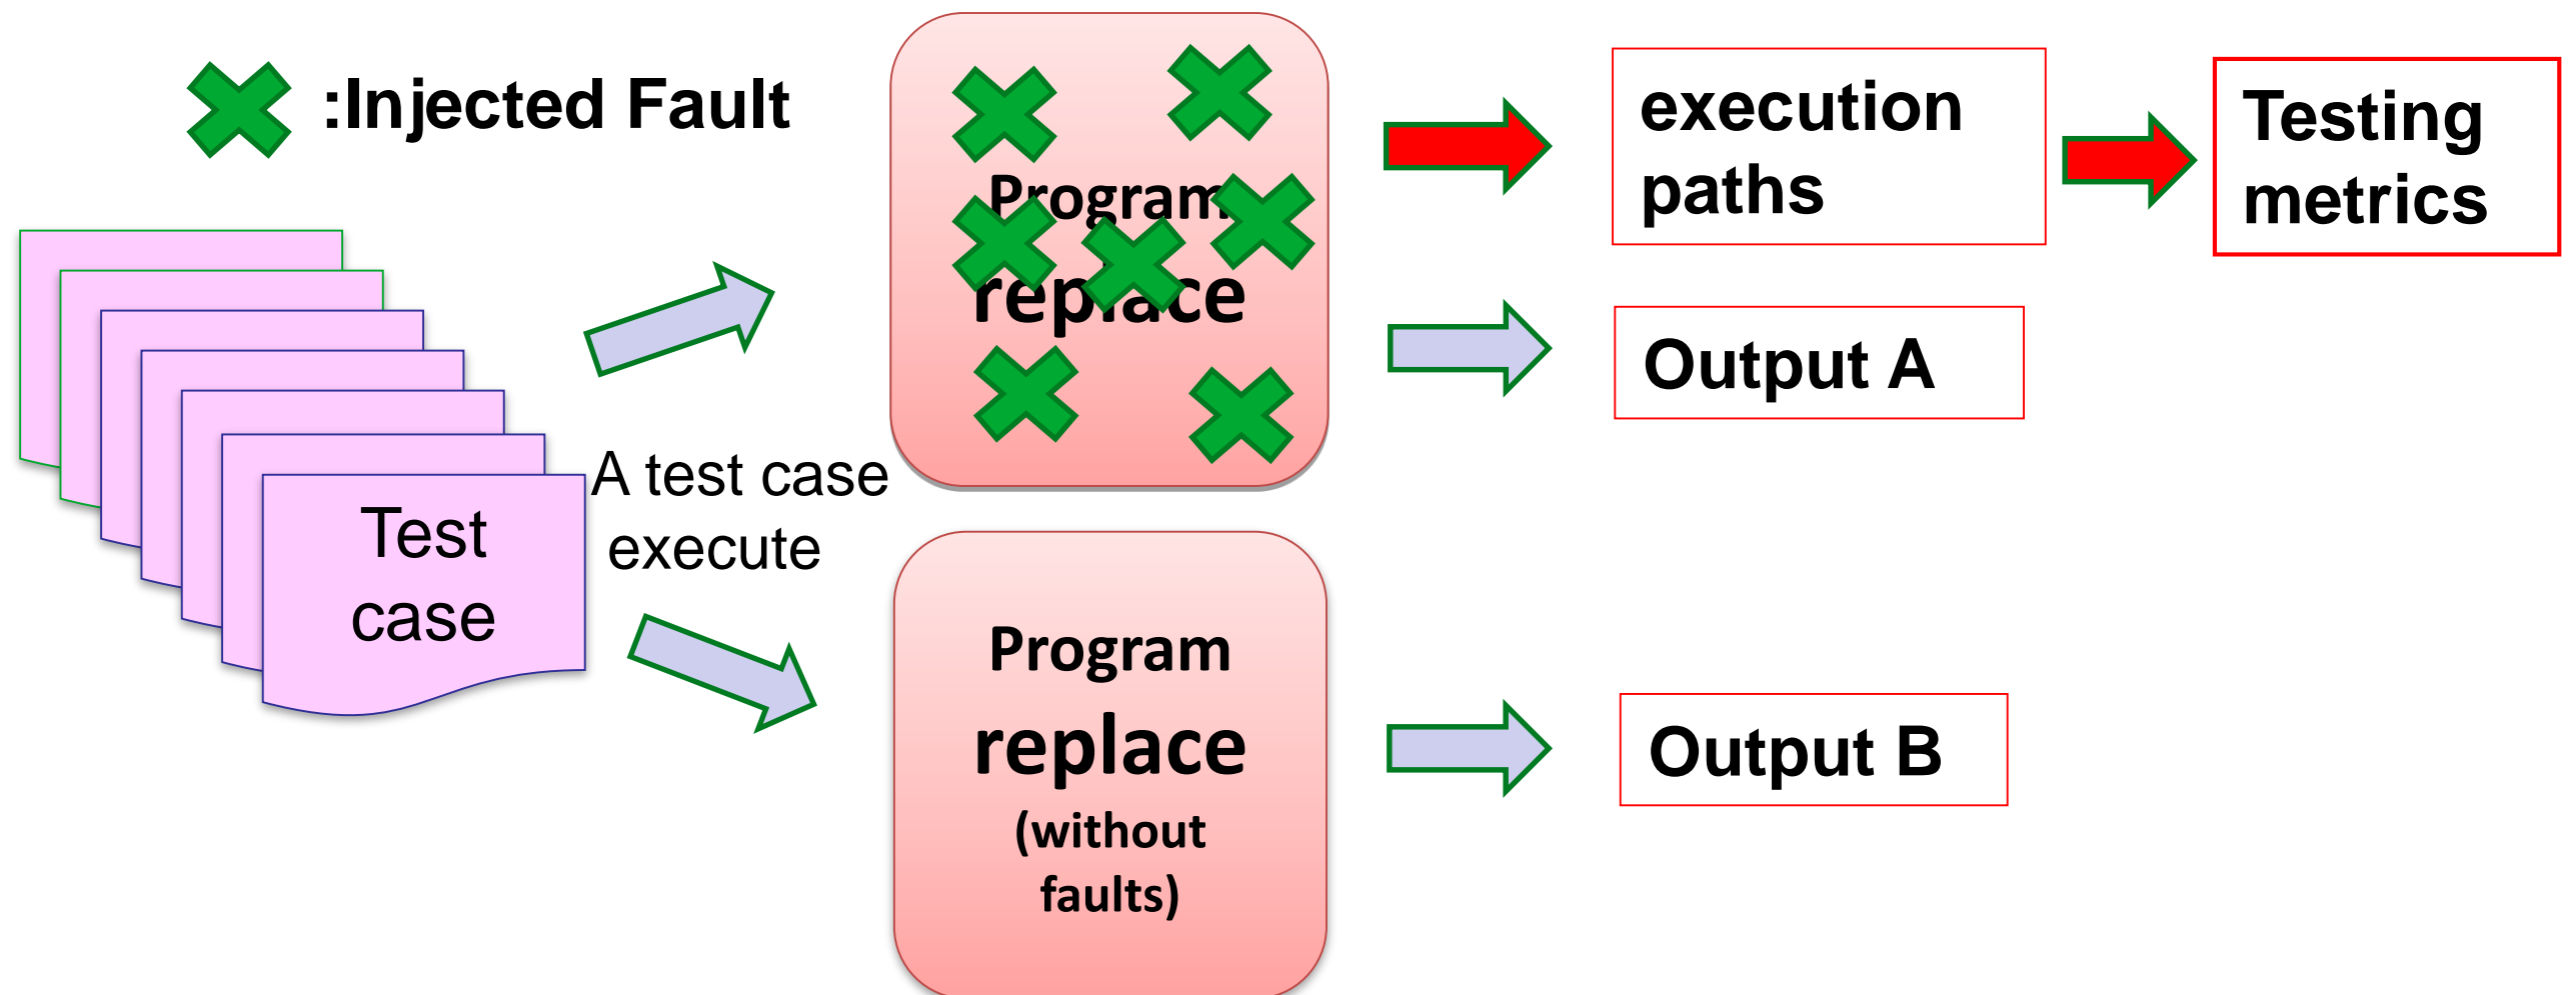 :Injected Fault
Program
replace
execution
paths
Testing
metrics
Output A
A test case
execute
Test
case
Program
replace
(without
faults)
Output B